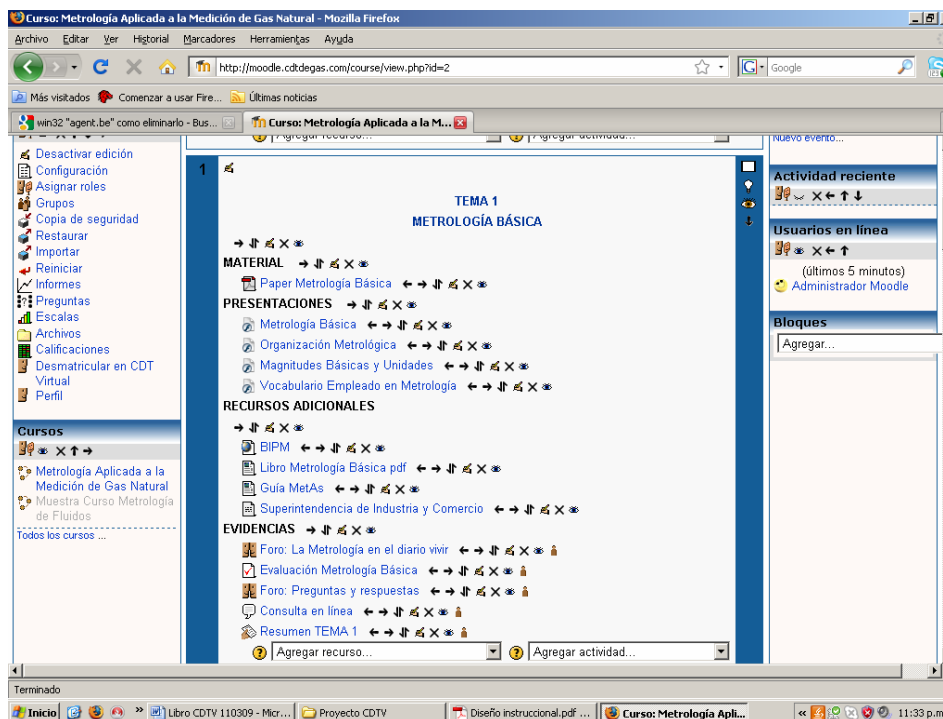 Curso: Metrología Aplicada a la Medición de Gas Natural - Mozilla Firefox
Archivo Editar Ver Historial Marcadores Herramientas Ayuda
http://moodle.cdtdegas.com/course/view.php?id=2
G Google
Más visitados Comenzar a usar Fire... Últimas noticias
win32 "agent.be" como eliminarlo - Bus... Curso: Metrología Aplicada a la M...
Desactivar edición
Configuración
Asignar roles
Grupos
Copia de seguridad
Restaurar
Importar
Reiniciar
Informes
Preguntas
Escalas
Archivos
Calificaciones
Desmatricular en CDT
Virtual
Perfil
Cursos
Metrología Aplicada a la
Medición de Gas Natural
Muestra Curso Metrología
de Fluidos
Todos los cursos ...
Agregar recurso... Agregar actividad...
1
TEMA 1
METROLOGÍA BÁSICA
MATERIAL
Paper Metrología Básica
PRESENTACIONES
Metrología Básica
Organización Metrológica
Magnitudes Básicas y Unidades
Vocabulario Empleado en Metrología
RECURSOS ADICIONALES
BIPM
Libro Metrología Básica pdf
Guía MetAs
Superintendencia de Industria y Comercio
EVIDENCIAS
Foro: La Metrología en el diario vivir
Evaluación Metrología Básica
Foro: Preguntas y respuestas
Consulta en línea
Resumen TEMA 1
? Agregar recurso... ? Agregar actividad...
Nuevo evento...
Actividad reciente
Usuarios en línea
(últimos 5 minutos)
Administrador Moodle
Bloques
Agregar...
Terminado
Inicio » Libro CDTV 110309 - Micr... Proyecto CDTV Diseño instruccional.pdf ... Curso: Metrología Apli... « 11:33 p.m